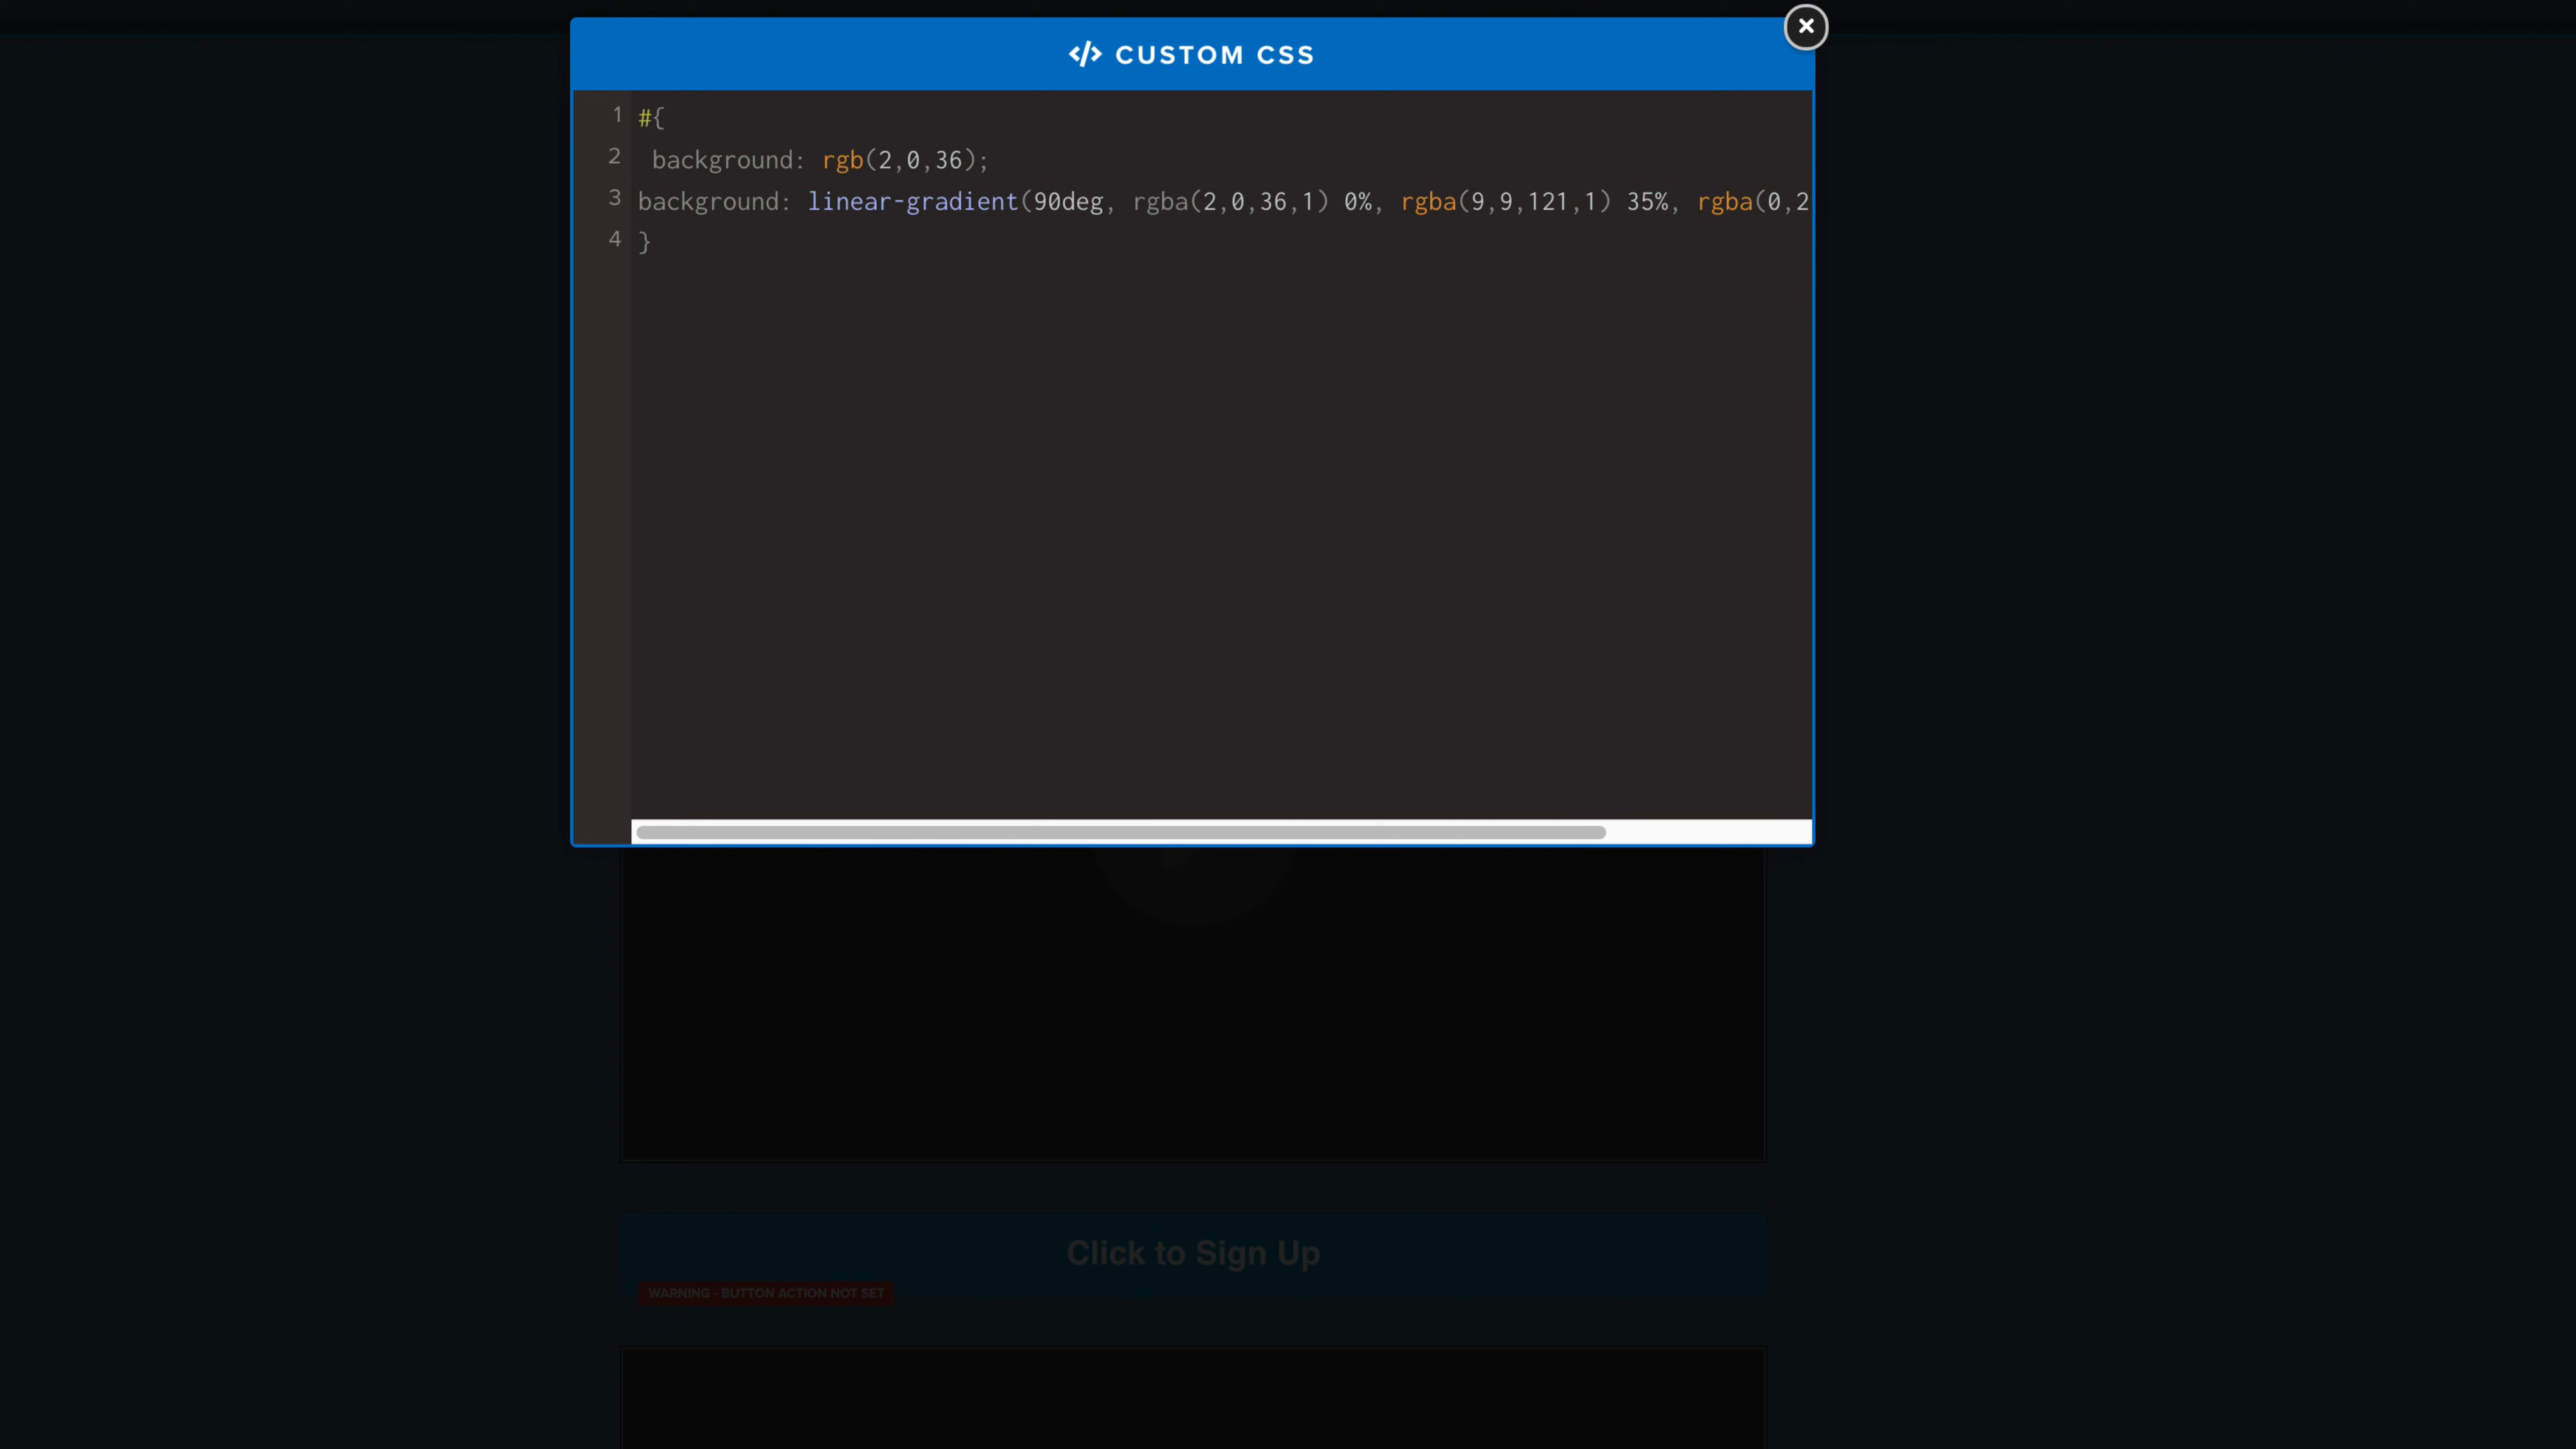 </> CUSTOM CSS
1 #{
2 background: rgb(2,0,36);
3 background: linear-gradient(90deg, rgba(2,0,36,1) 0%, rgba(9,9,121,1) 35%, rgba(0,2
4 }
Click to Sign Up
WARNING - BUTTON ACTION NOT SET